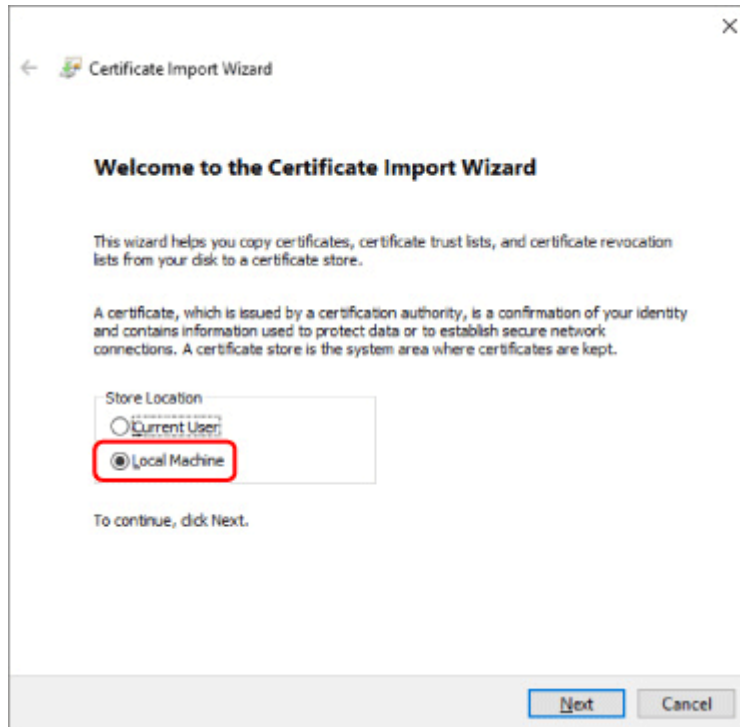 Certificate Import Wizard
Welcome to the Certificate Import Wizard
This wizard helps you copy certificates, certificate trust lists, and certificate revocation
lists from your disk to a certificate store.
A certificate, which is issued by a certification authority, is a confirmation of your identity
and contains information used to protect data or to establish secure network
connections. A certificate store is the system area where certificates are kept.
Store Location
Current User
Local Machine
To continue, click Next.
Next
Cancel